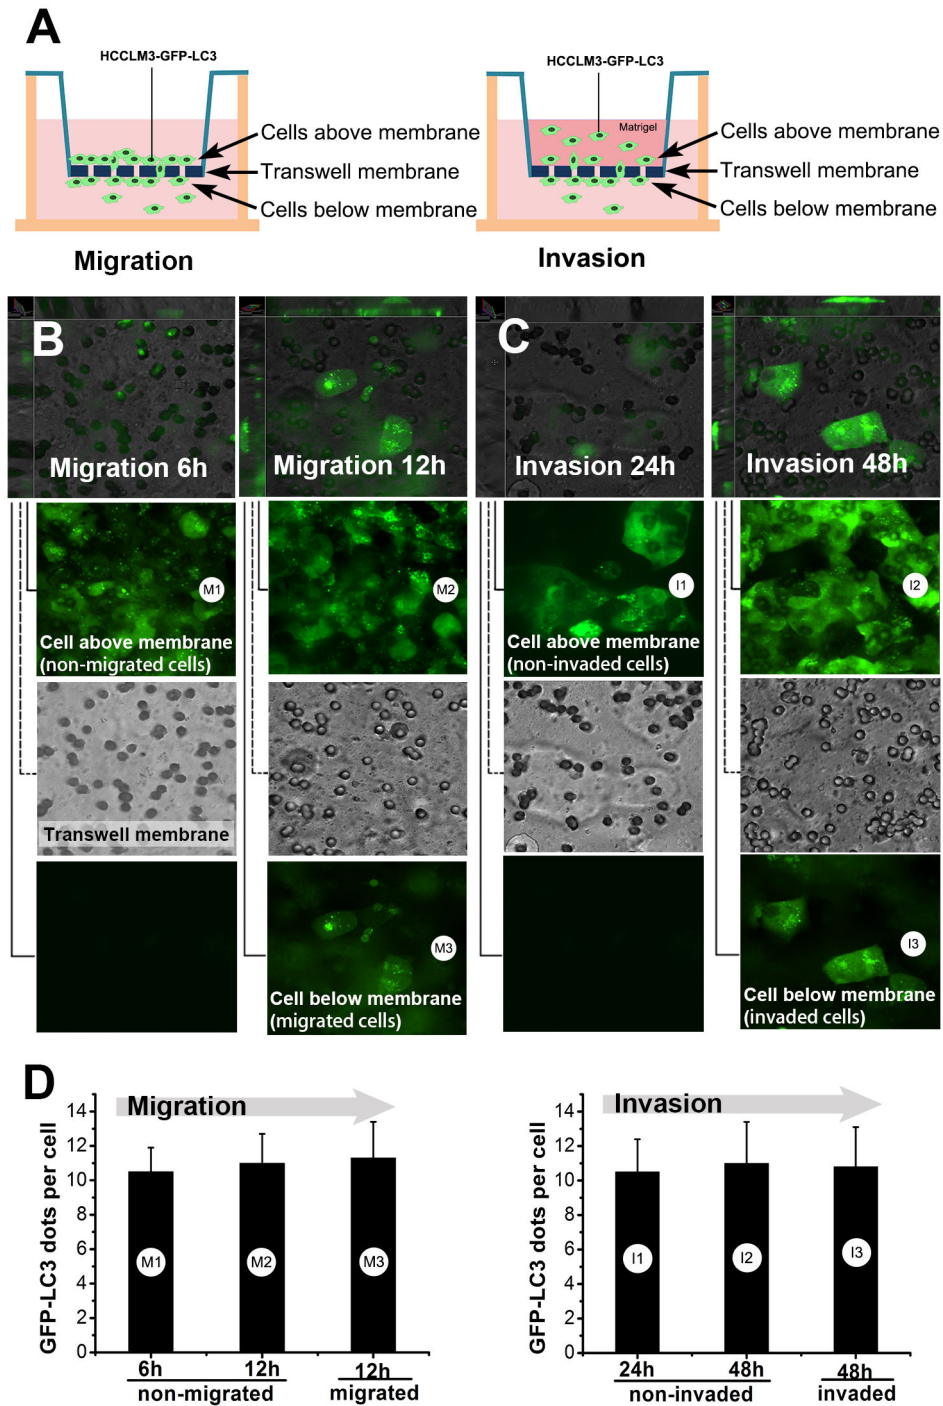 A
HCCLM3-GFP-LC3
Cells above membrane
Transwell membrane
Cells below membrane
Migration
HCCLM3-GFP-LC3
Matrigel
Cells above membrane
Transwell membrane
Cells below membrane
Invasion
B
Migration 6h
Migration 12h
C
Invasion 24h
Invasion 48h
M1
Cell above membrane
(non-migrated cells)
M2
I1
Cell above membrane
(non-invaded cells)
I2
Transwell membrane
M3
Cell below membrane
(migrated cells)
I3
Cell below membrane
(invaded cells)
D
Migration
GFP-LC3 dots per cell
14
12
10
8
6
4
2
0
M1
M2
M3
6h
12h
12h
non-migrated
migrated
Invasion
GFP-LC3 dots per cell
14
12
10
8
6
4
2
0
I1
I2
I3
24h
48h
48h
non-invaded
invaded